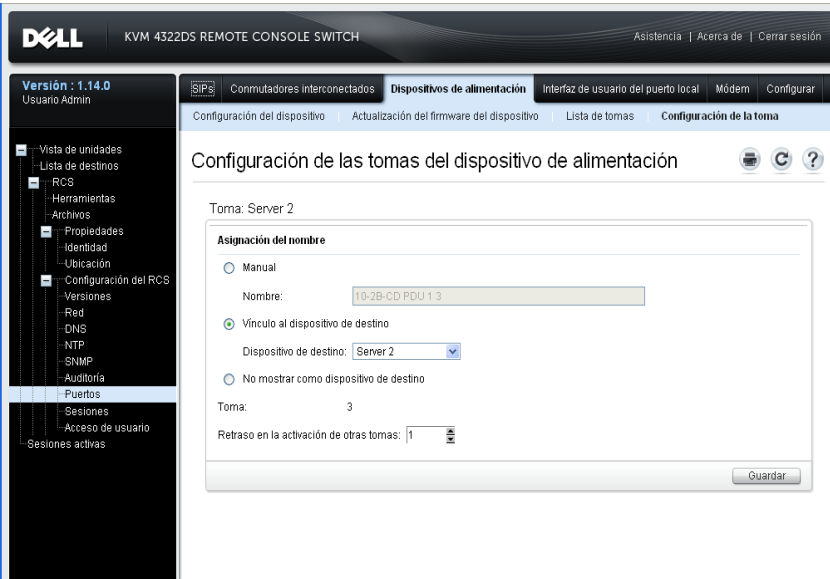 DELL
KVM 4322DS REMOTE CONSOLE SWITCH
Asistencia | Acerca de | Cerrar sesión
Versión : 1.14.0
Usuario Admin
SIPs Conmutadores interconectados Dispositivos de alimentación Interfaz de usuario del puerto local Módem Configurar
Configuración del dispositivo Actualización del firmware del dispositivo Lista de tomas Configuración de la toma
Vista de unidades
Lista de destinos
RCS
Herramientas
Archivos
Propiedades
Identidad
Ubicación
Configuración del RCS
Versiones
Red
DNS
NTP
SNMP
Auditoría
Puertos
Sesiones
Acceso de usuario
Sesiones activas
Configuración de las tomas del dispositivo de alimentación
?
Toma: Server 2
Asignación del nombre
Manual
Nombre: 10-2B-CD PDU 1 3
Vínculo al dispositivo de destino
Dispositivo de destino: Server 2
No mostrar como dispositivo de destino
Toma: 3
Retraso en la activación de otras tomas: 1
Guardar